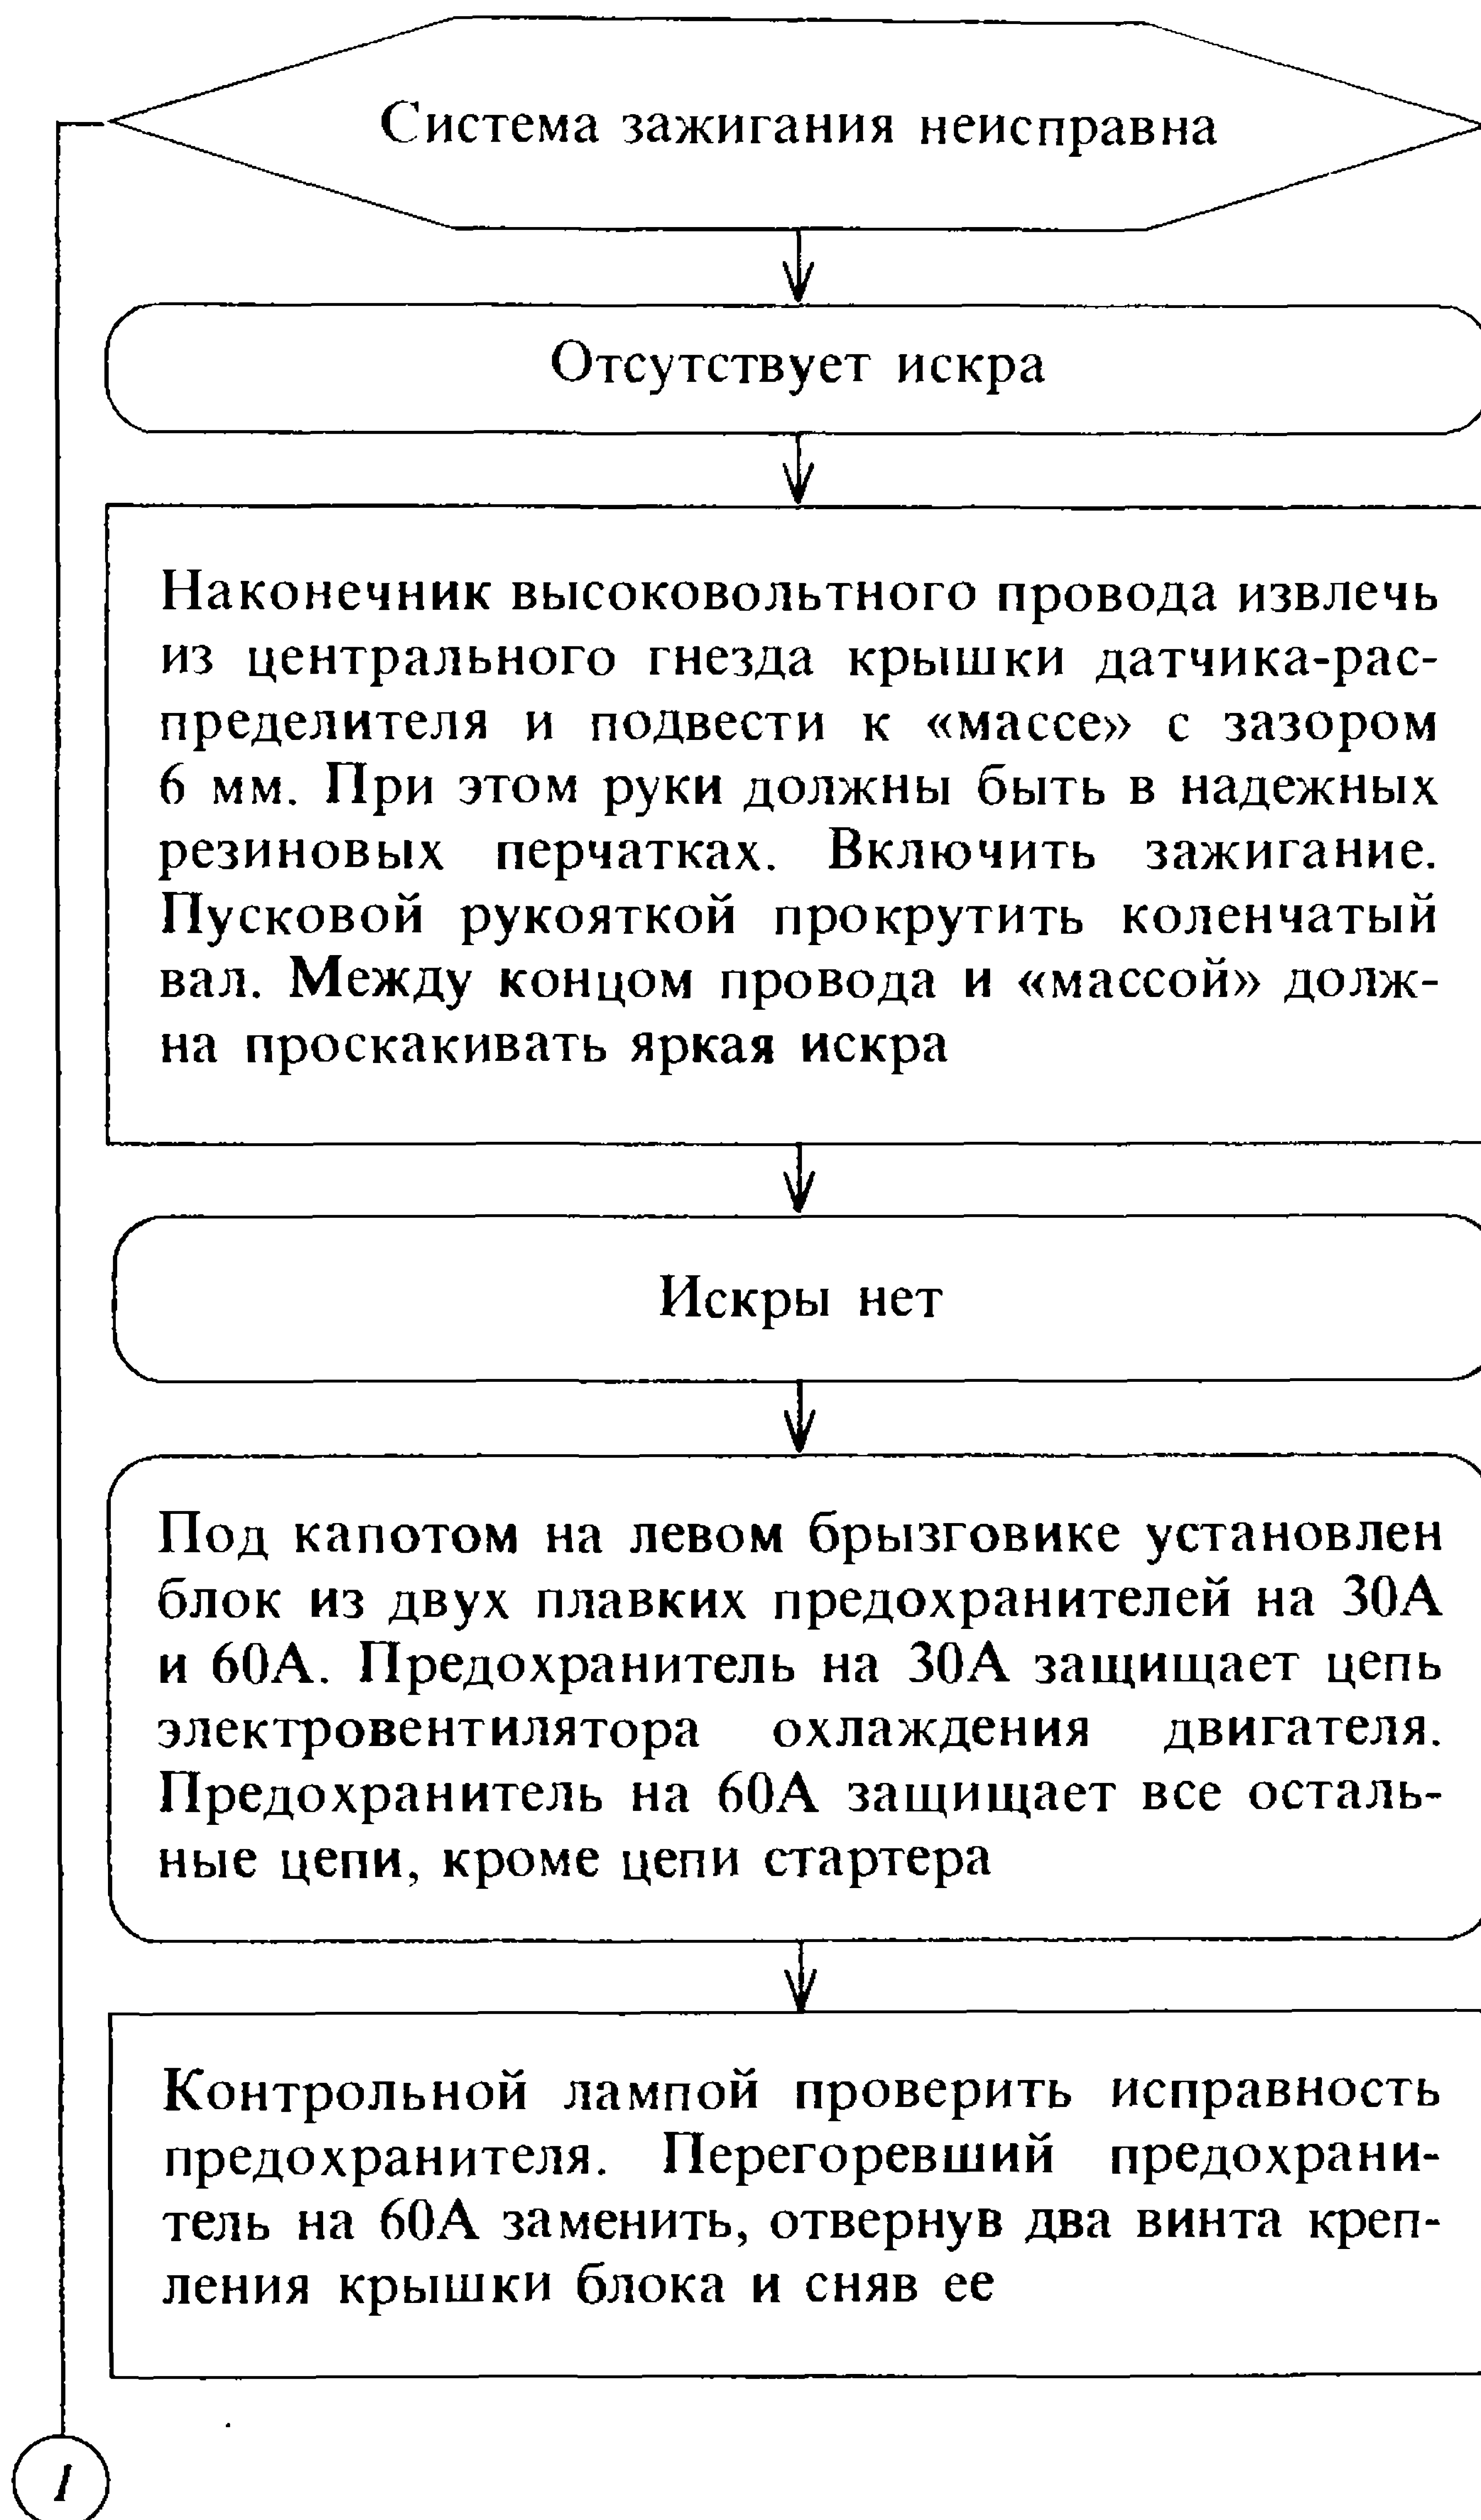 Система зажигания неисправна
Отсутствует искра
Наконечник высоковольтного провода извлечь
из центрального гнезда крышки датчика-рас-
пределителя и подвести к «массе» с зазором
6 мм. При этом руки должны быть в надежных
резиновых перчатках. Включить зажигание.
Пусковой рукояткой прокрутить коленчатый
вал. Между концом провода и «массой» долж-
на проскакивать яркая искра
Искры нет
Под капотом на левом брызговике установлен
блок из двух плавких предохранителей на 30А
и 60А. Предохранитель на 30А защищает цепь
электровентилятора охлаждения двигателя.
Предохранитель на 60А защищает все осталь-
ные цепи, кроме цепи стартера
Контрольной лампой проверить исправность
предохранителя. Перегоревший предохрани-
тель на 60А заменить, отвернув два винта креп-
ления крышки блока и сняв ее
1